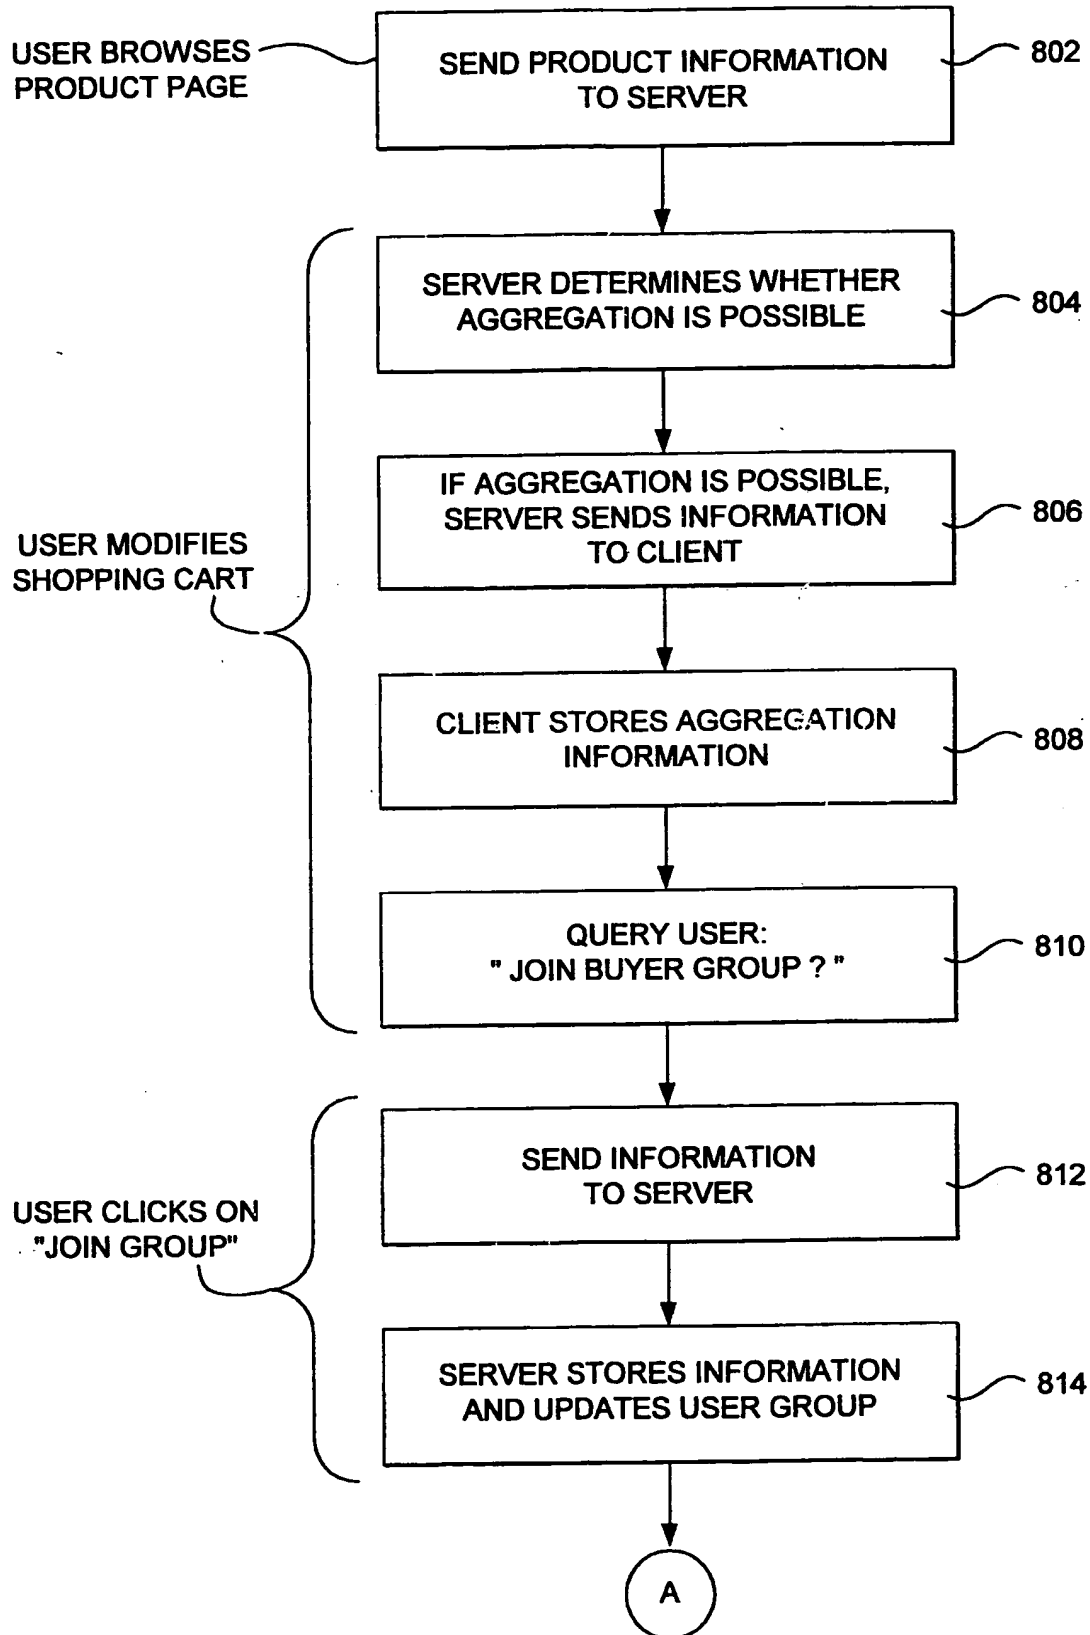 USER BROWSES
PRODUCT PAGE
SEND PRODUCT INFORMATION
TO SERVER
802
SERVER DETERMINES WHETHER
AGGREGATION IS POSSIBLE
804
IF AGGREGATION IS POSSIBLE,
SERVER SENDS INFORMATION
TO CLIENT
806
USER MODIFIES
SHOPPING CART
CLIENT STORES AGGREGATION
INFORMATION
808
QUERY USER:
" JOIN BUYER GROUP ? "
810
SEND INFORMATION
TO SERVER
812
USER CLICKS ON
"JOIN GROUP"
SERVER STORES INFORMATION
AND UPDATES USER GROUP
814
A